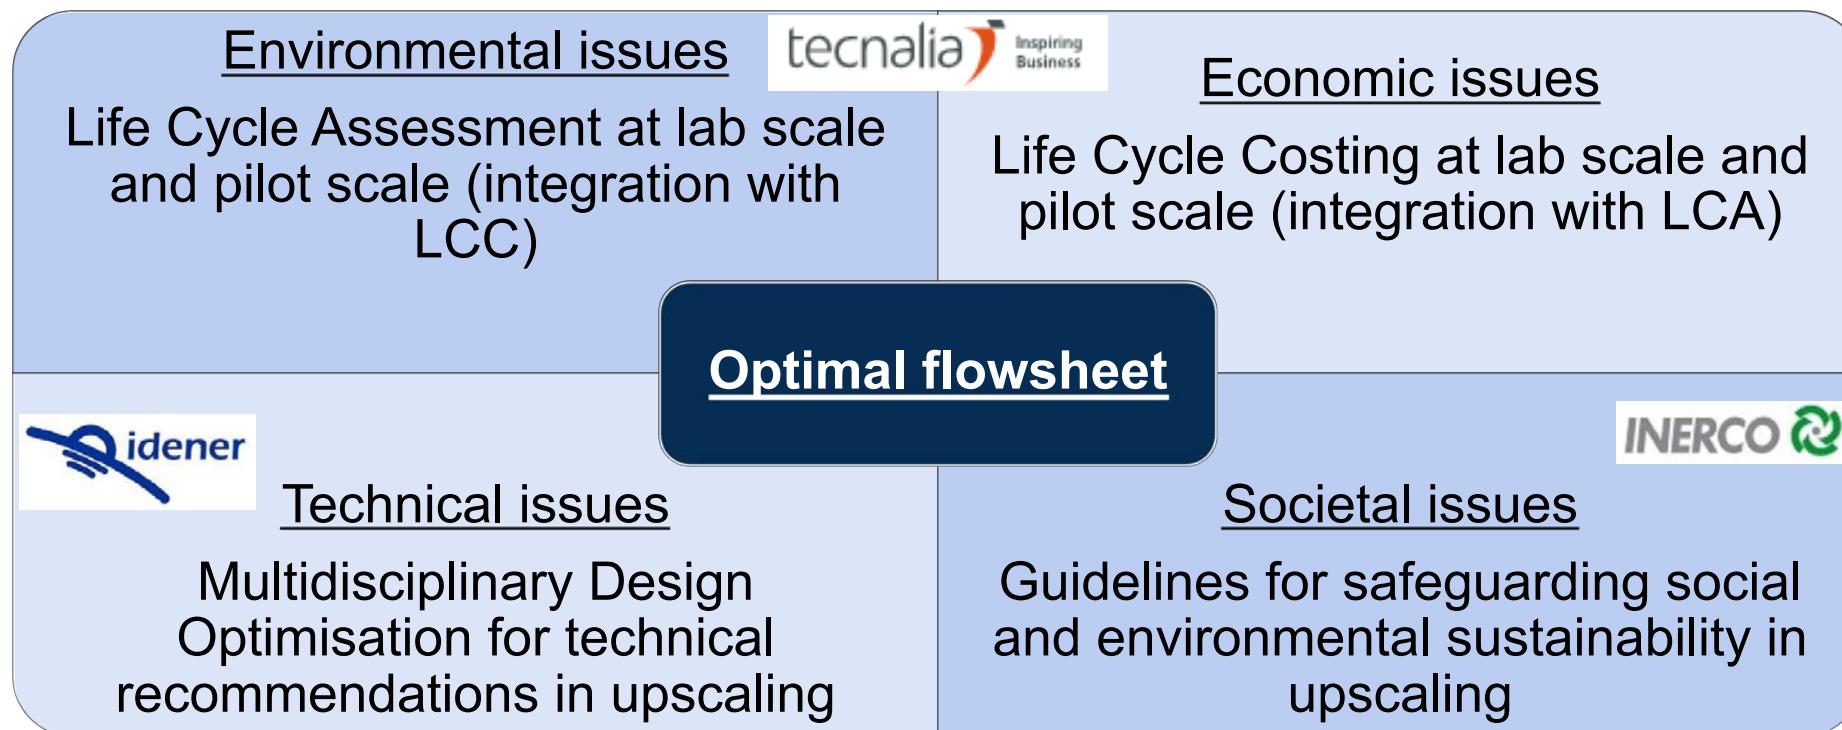 Environmental issues
Life Cycle Assessment at lab scale
and pilot scale (integration with
LCC)
tecnalia
Inspiring
Business
Economic issues
Life Cycle Costing at lab scale and
pilot scale (integration with LCA)
Optimal flowsheet
idener
Technical issues
Multidisciplinary Design
Optimisation for technical
recommendations in upscaling
INERCO
Societal issues
Guidelines for safeguarding social
and environmental sustainability in
upscaling